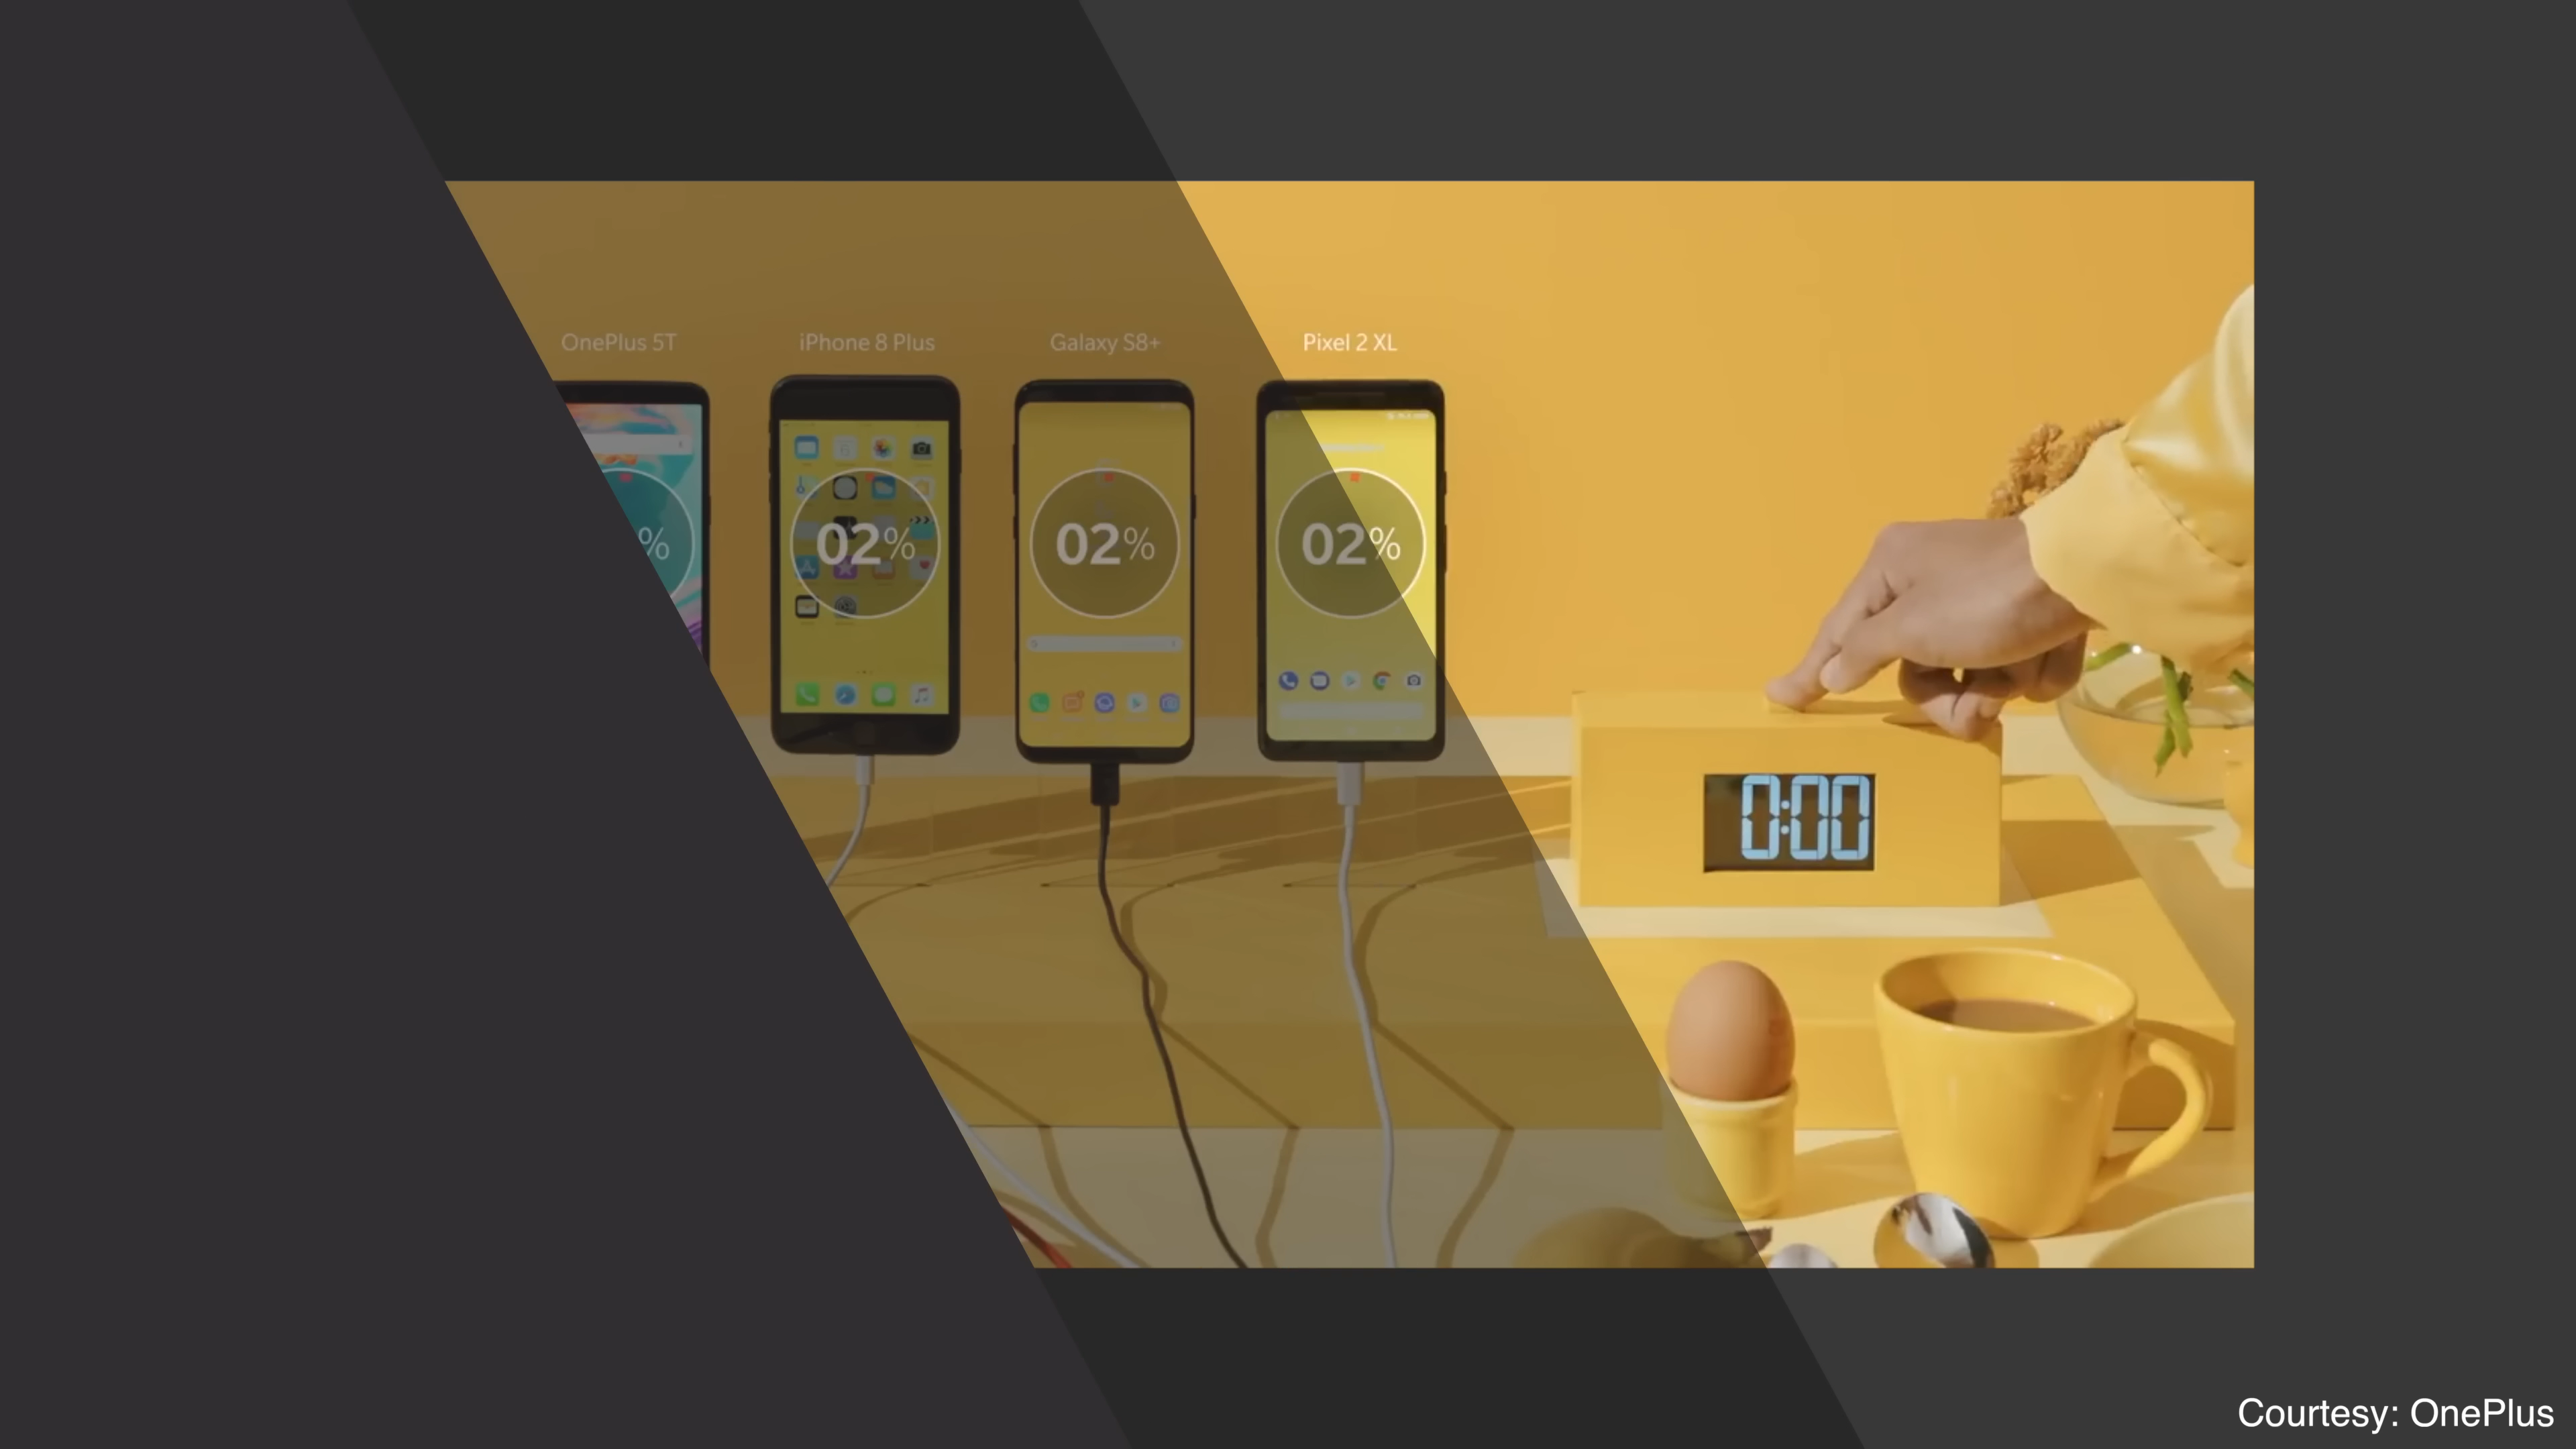 OnePlus 5T
iPhone 8 Plus
Galaxy S8+
Pixel 2 XL
%
02%
02%
02%
0:00
Courtesy: OnePlus